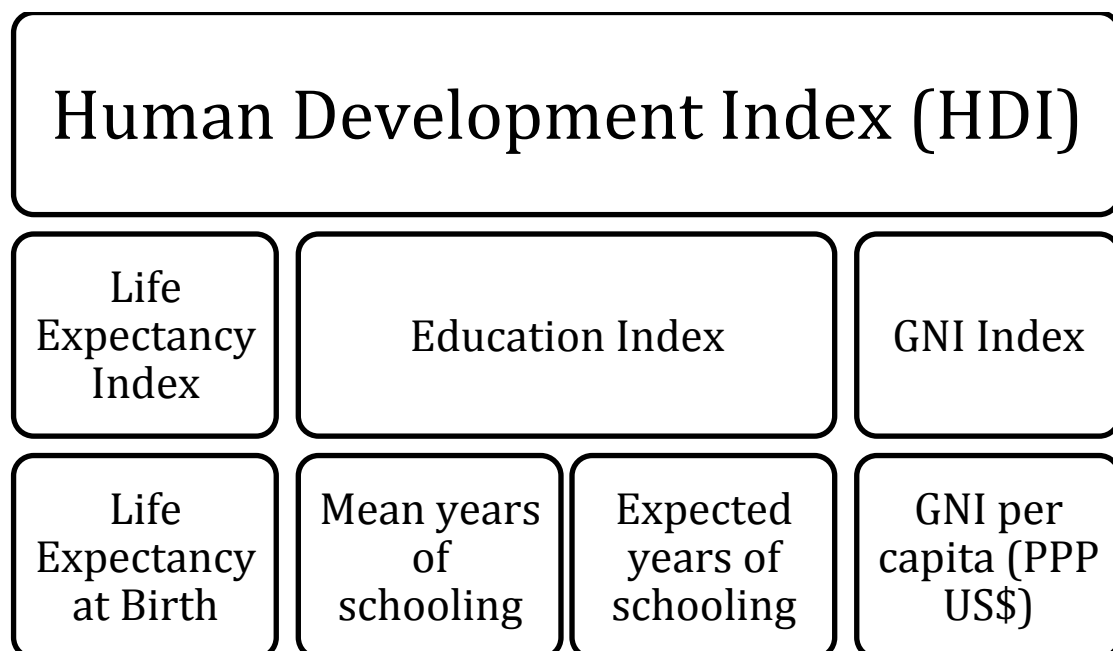 Human Development Index (HDI)
Life
Expectancy
Index
Education Index
GNI Index
Life
Expectancy
at Birth
Mean years
of
schooling
Expected
years of
schooling
GNI per
capita (PPP
US$)